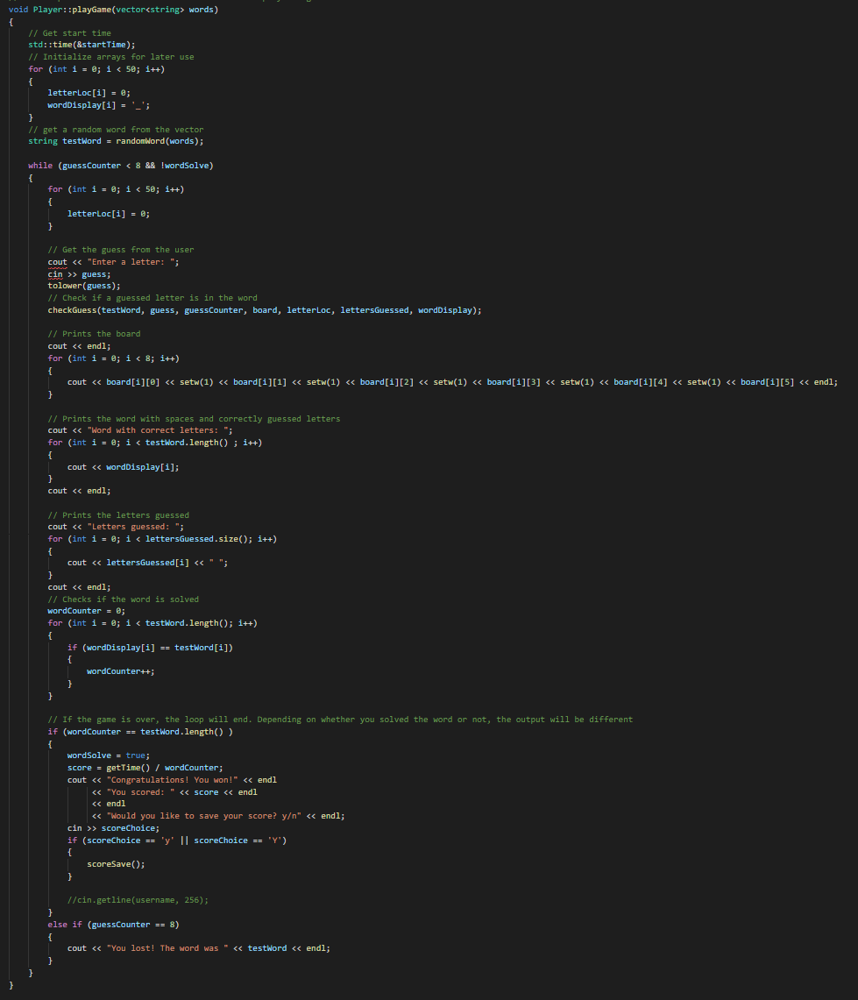 void Player::playGame(vector<string> words)
{
    // Get start time
    std::time(&startTime);
    // Initialize arrays for later use
    for (int i = 0; i < 50; i++)
    {
        letterLoc[i] = 0;
        wordDisplay[i] = '_';
    }
    // get a random word from the vector
    string testWord = randomWord(words);

    while (guessCounter < 8 && !wordSolve)
    {
        for (int i = 0; i < 50; i++)
        {
            letterLoc[i] = 0;
        }

        // Get the guess from the user
        cout << "Enter a letter: ";
        cin >> guess;
        tolower(guess);
        // Check if a guessed letter is in the word
        checkGuess(testWord, guess, guessCounter, board, letterLoc, lettersGuessed, wordDisplay);

        // Prints the board
        cout << endl;
        for (int i = 0; i < 8; i++)
        {
            cout << board[i][0] << setw(1) << board[i][1] << setw(1) << board[i][2] << setw(1) << board[i][3] << setw(1) << board[i][4] << setw(1) << board[i][5] << endl;
        }

        // Prints the word with spaces and correctly guessed letters
        cout << "Word with correct letters: ";
        for (int i = 0; i < testWord.length() ; i++)
        {
            cout << wordDisplay[i];
        }
        cout << endl;

        // Prints the letters guessed
        cout << "Letters guessed: ";
        for (int i = 0; i < lettersGuessed.size(); i++)
        {
            cout << lettersGuessed[i] << " ";
        }
        cout << endl;
        // Checks if the word is solved
        wordCounter = 0;
        for (int i = 0; i < testWord.length(); i++)
        {
            if (wordDisplay[i] == testWord[i])
            {
                wordCounter++;
            }
        }

        // If the game is over, the loop will end. Depending on whether you solved the word or not, the output will be different
        if (wordCounter == testWord.length() )
        {
            wordSolve = true;
            score = getTime() / wordCounter;
            cout << "Congratulations! You won!" << endl
                 << "You scored: " << score << endl
                 << endl
                 << "Would you like to save your score? y/n" << endl;
            cin >> scoreChoice;
            if (scoreChoice == 'y' || scoreChoice == 'Y')
            {
                scoreSave();
            }

            //cin.getline(username, 256);
        }
        else if (guessCounter == 8)
        {
            cout << "You lost! The word was " << testWord << endl;
        }
    }
}